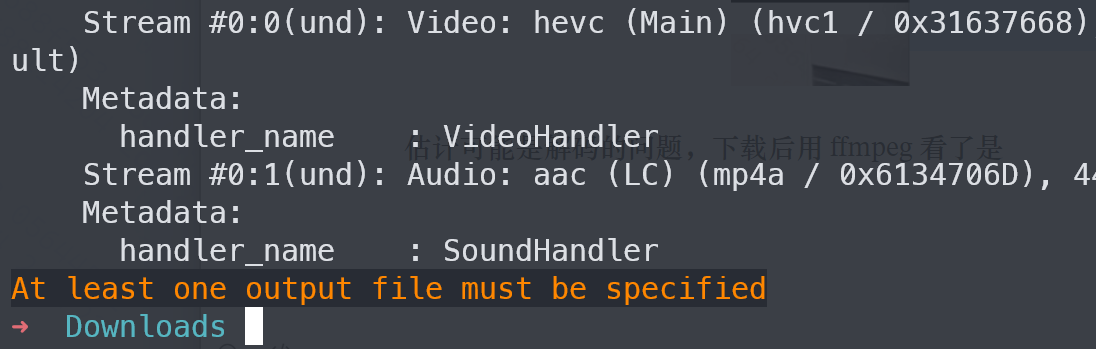 Stream #0:0(und): Video: hevc (Main) (hvc1 / 0x31637668)
ult)
Metadata:
handler_name : VideoHandler
估计可能是解码的问题，下载后用 ffmpeg 看了是
Stream #0:1(und): Audio: aac (LC) (mp4a / 0x6134706D), 44
Metadata:
handler_name : SoundHandler
At least one output file must be specified
➜ Downloads